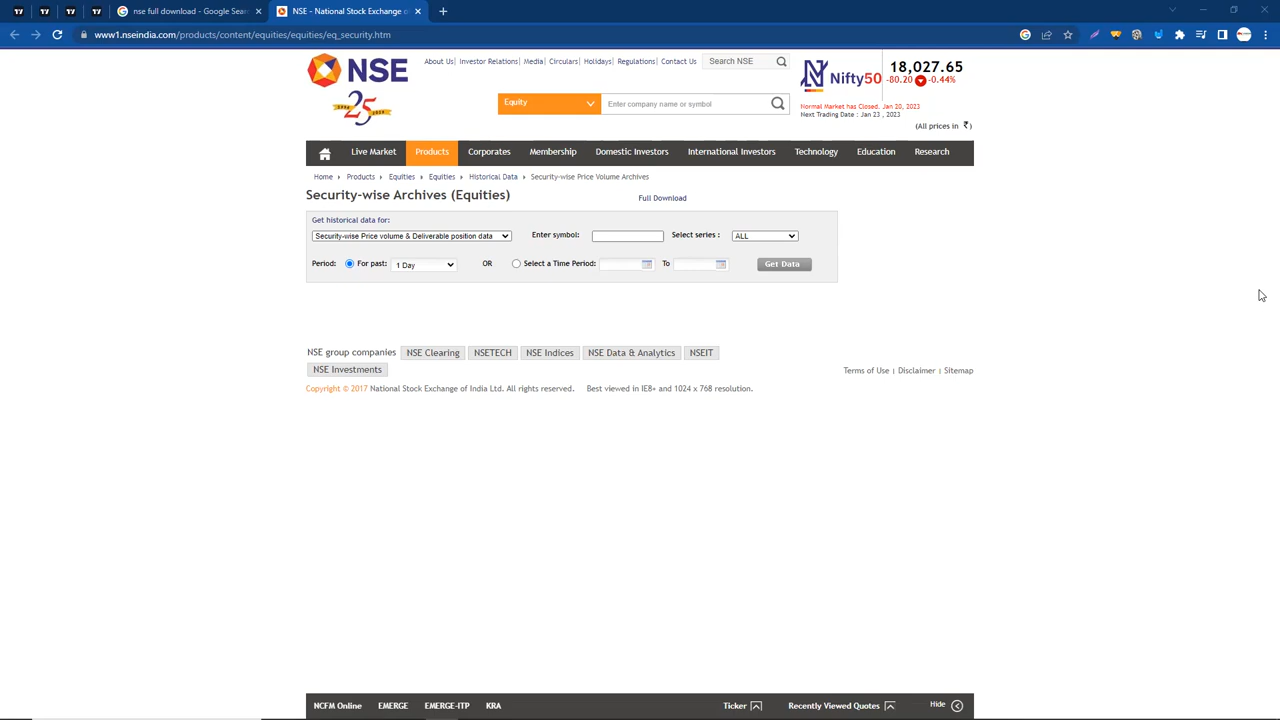 nse full download - Google Sear
NSE - National Stock Exchange o
www1.nseindia.com/products/content/equities/equities/eq_security.htm
NSE
25
About Us | Investor Relations | Media | Circulars | Holidays | Regulations | Contact Us
Search NSE
Equity
Enter company name or symbol
Nifty50
18,027.65
-80.20 -0.44%
Normal Market has Closed. Jan 20, 2023
Next Trading Date : Jan 23 , 2023
(All prices in ₹ )
Live Market Products Corporates Membership Domestic Investors International Investors Technology Education Research
Home Products Equities Equities Historical Data Security-wise Price Volume Archives
Security-wise Archives (Equities)
Full Download
Get historical data for:
Security-wise Price volume & Deliverable position data Enter symbol: Select series : ALL
Period: For past: 1 Day OR Select a Time Period: To Get Data
NSE group companies NSE Clearing NSETECH NSE Indices NSE Data & Analytics NSEIT
NSE Investments
Terms of Use | Disclaimer | Sitemap
Copyright © 2017 National Stock Exchange of India Ltd. All rights reserved. Best viewed in IE8+ and 1024 x 768 resolution.
NCFM Online EMERGE EMERGE-ITP KRA Ticker Recently Viewed Quotes Hide